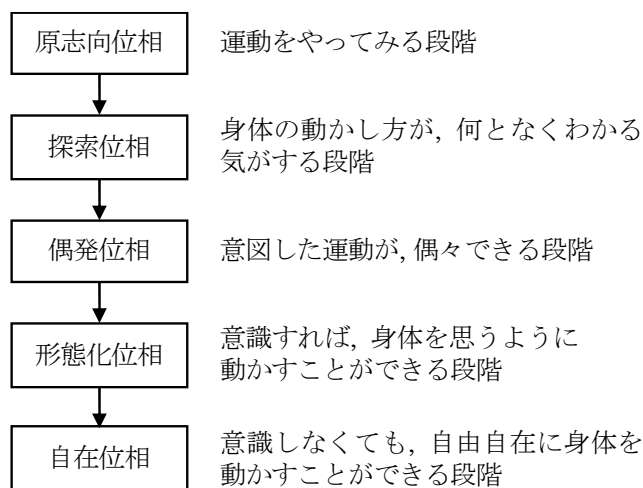 原志向位相
運動をやってみる段階
探索位相
身体の動かし方が, 何となくわかる
気がする段階
偶発位相
意図した運動が, 偶々できる段階
形態化位相
意識すれば, 身体を思うように
動かすことができる段階
自在位相
意識しなくても, 自由自在に身体を
動かすことができる段階